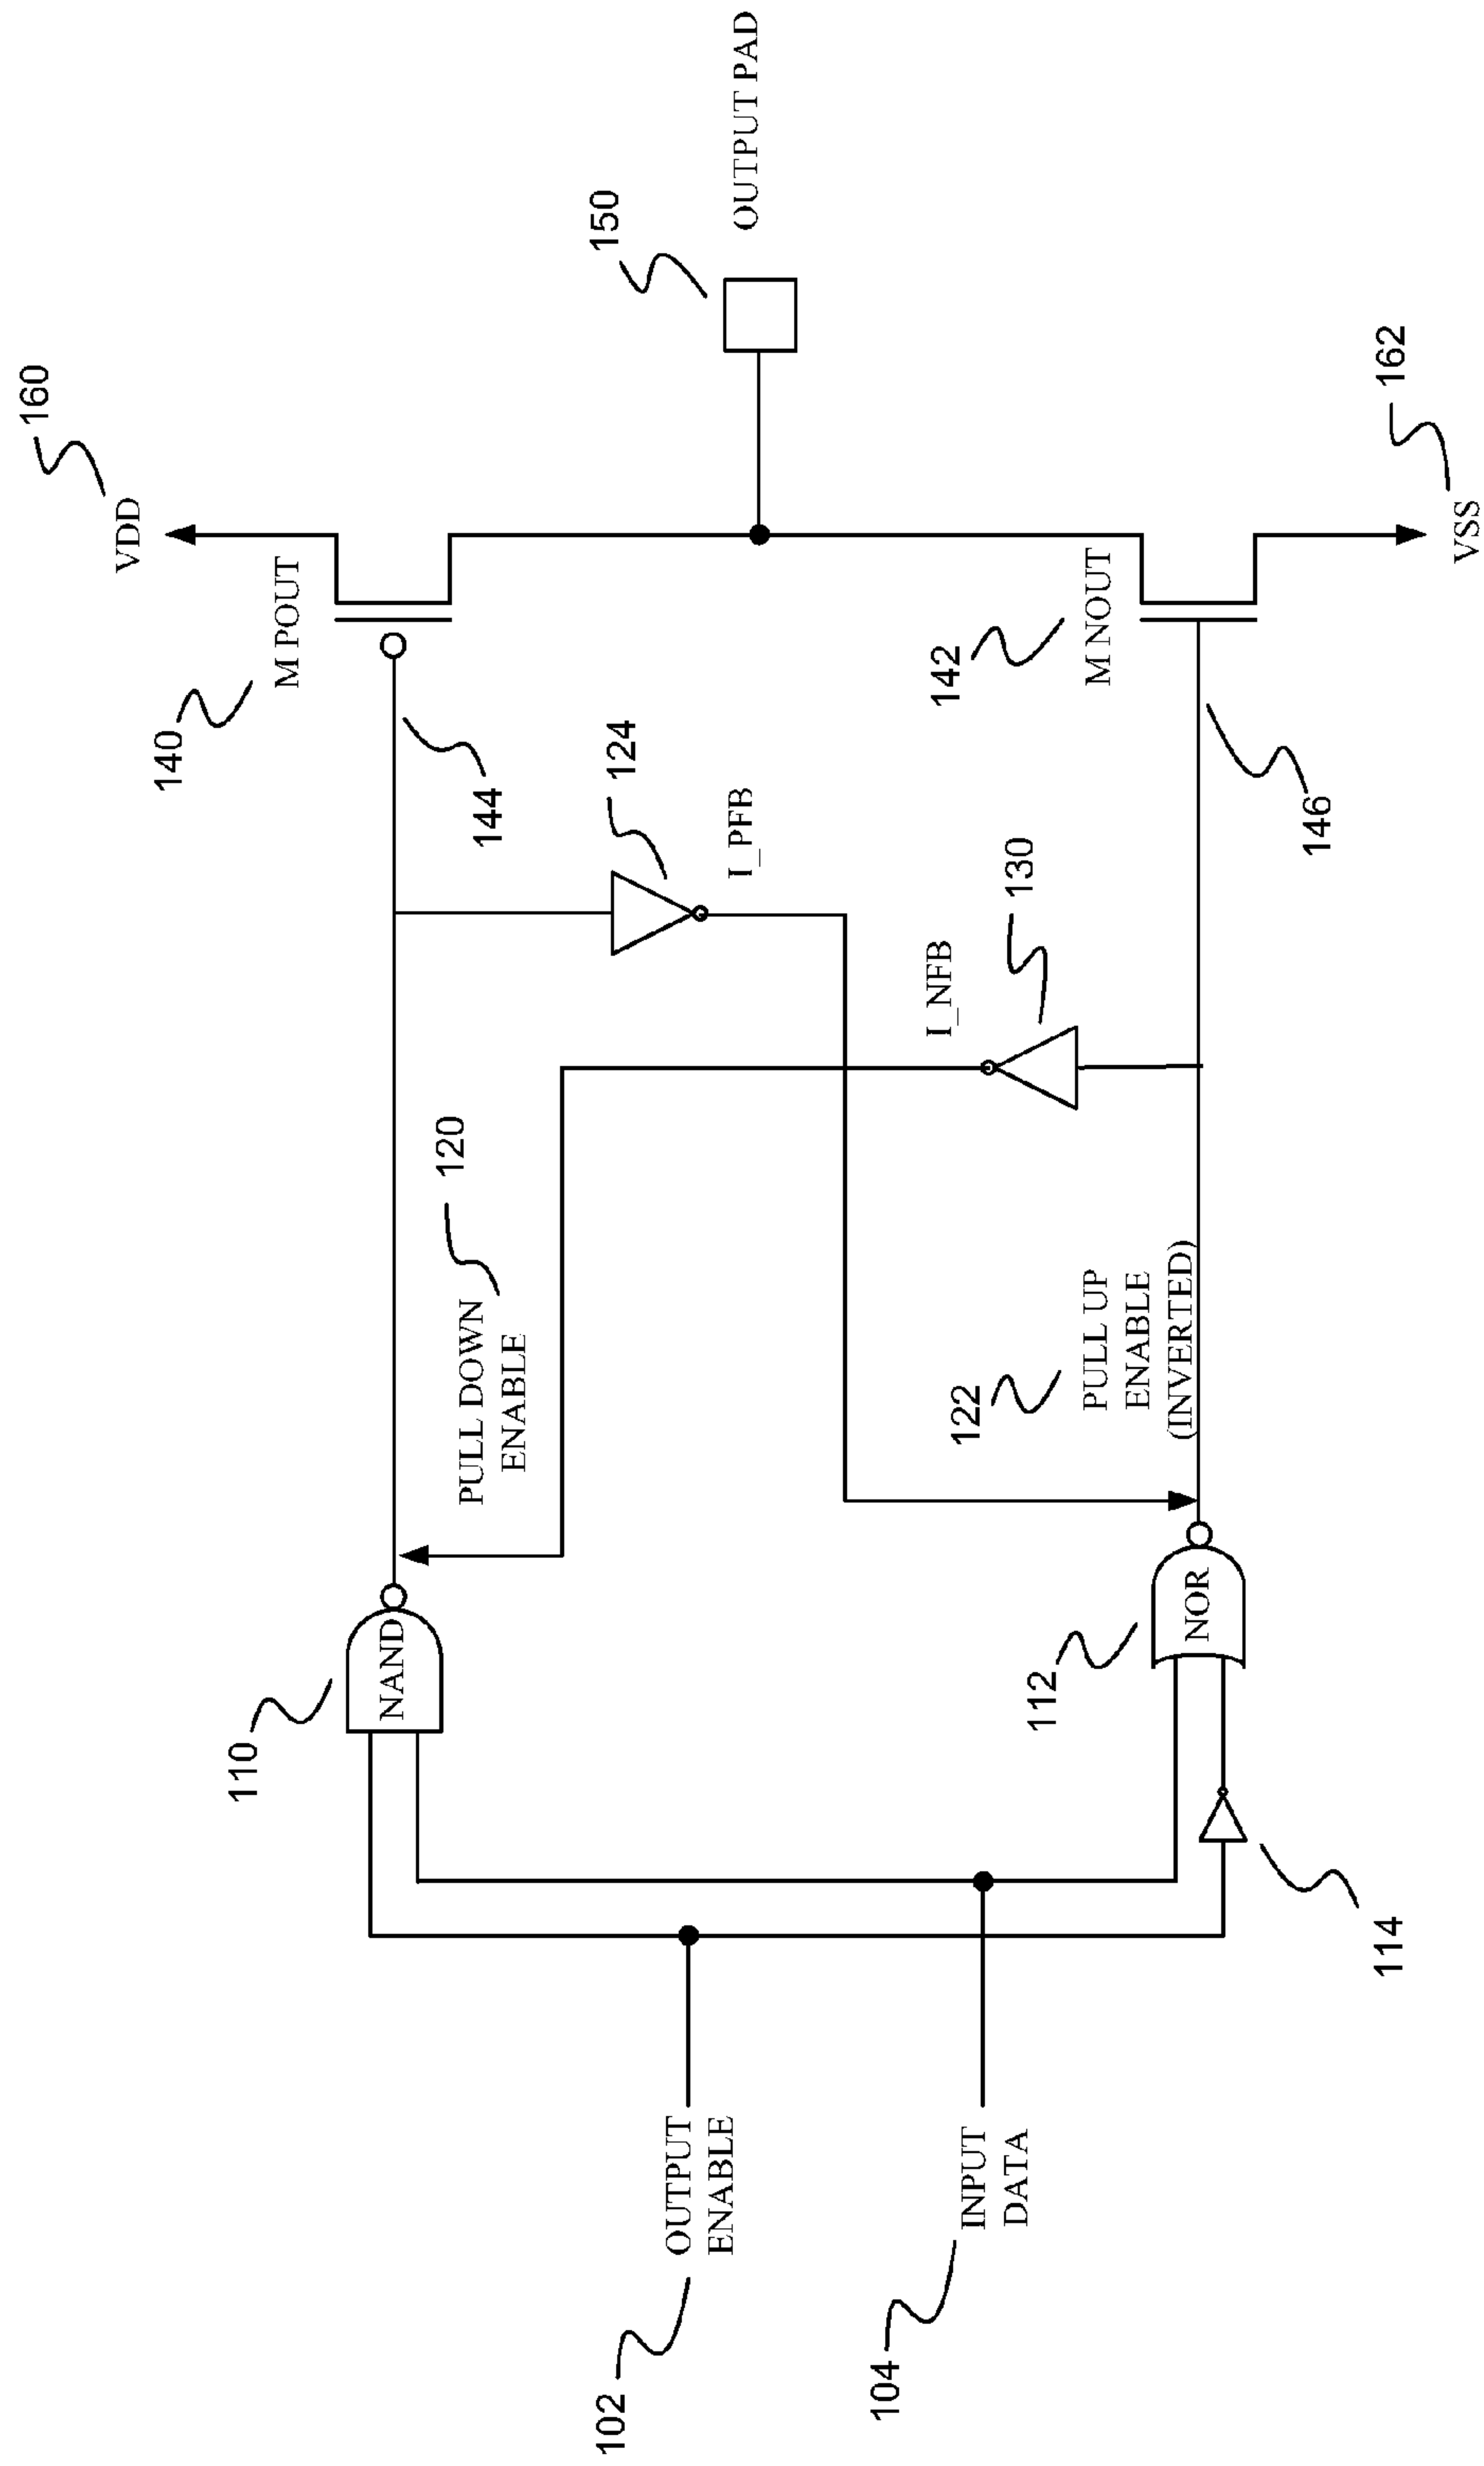 160
VDD
M POUT
140
144
124
I_PFB
150
OUTPUT PAD
PULL DOWN
ENABLE
120
110
NAND
I_NFB
130
142
M NOUT
146
VSS
162
122
PULL UP
ENABLE
(INVERTED)
112
NOR
114
OUTPUT
ENABLE
102
INPUT
DATA
104